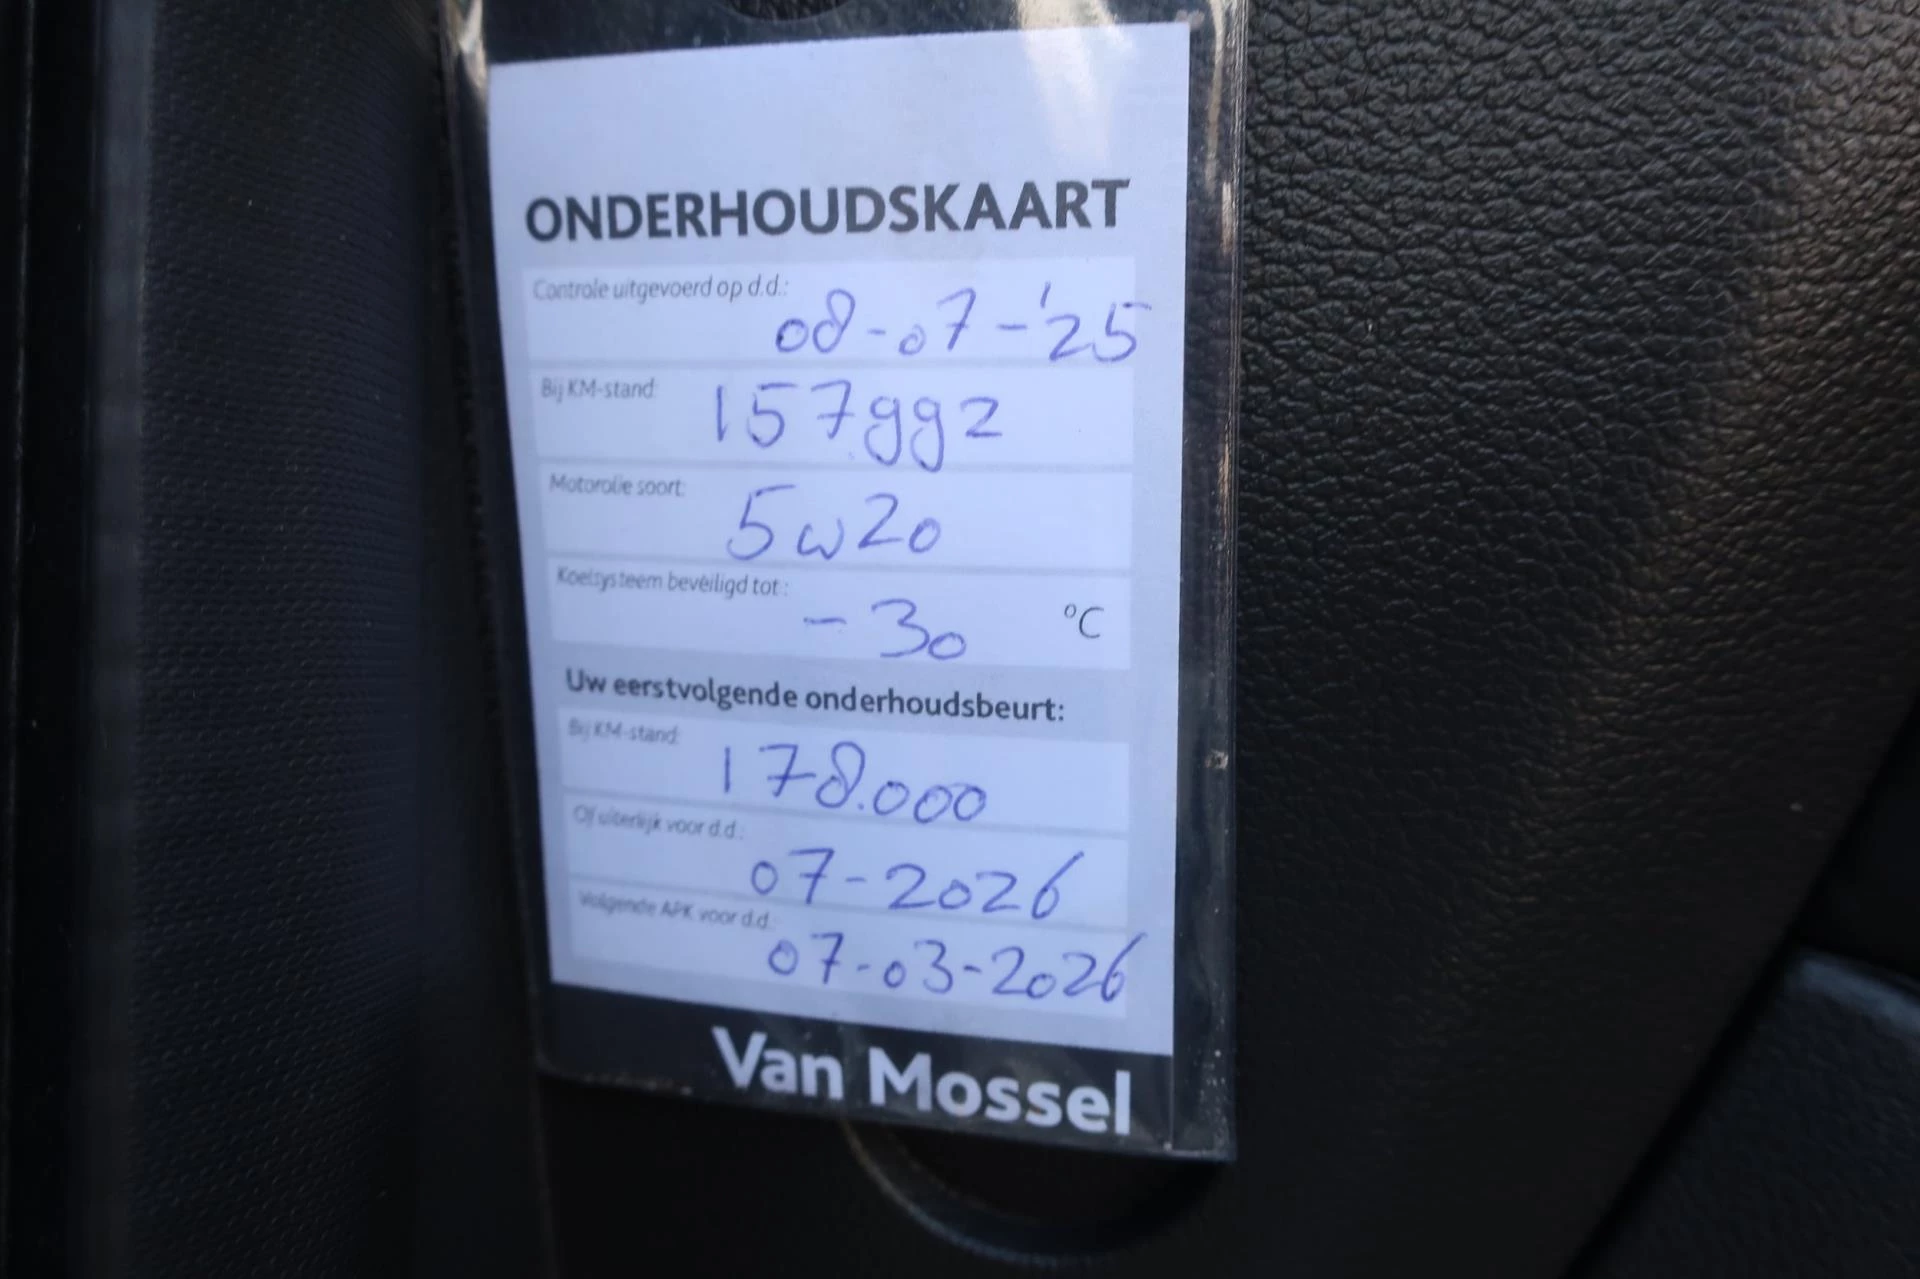 ONDERHOUDSKAART
Controle uitgevoerd op d.d.:
08-07-'25
Bij KM-stand:
157.992
Motorolie soort:
5w20
Koelsysteem beveiligd tot:
-30 °C
Uw eerstvolgende onderhoudsbeurt:
Bij KM-stand:
178.000
Of uiterlijk voor d.d.:
07-2026
Volgende APK voor d.d.
07-03-2026
Van Mossel